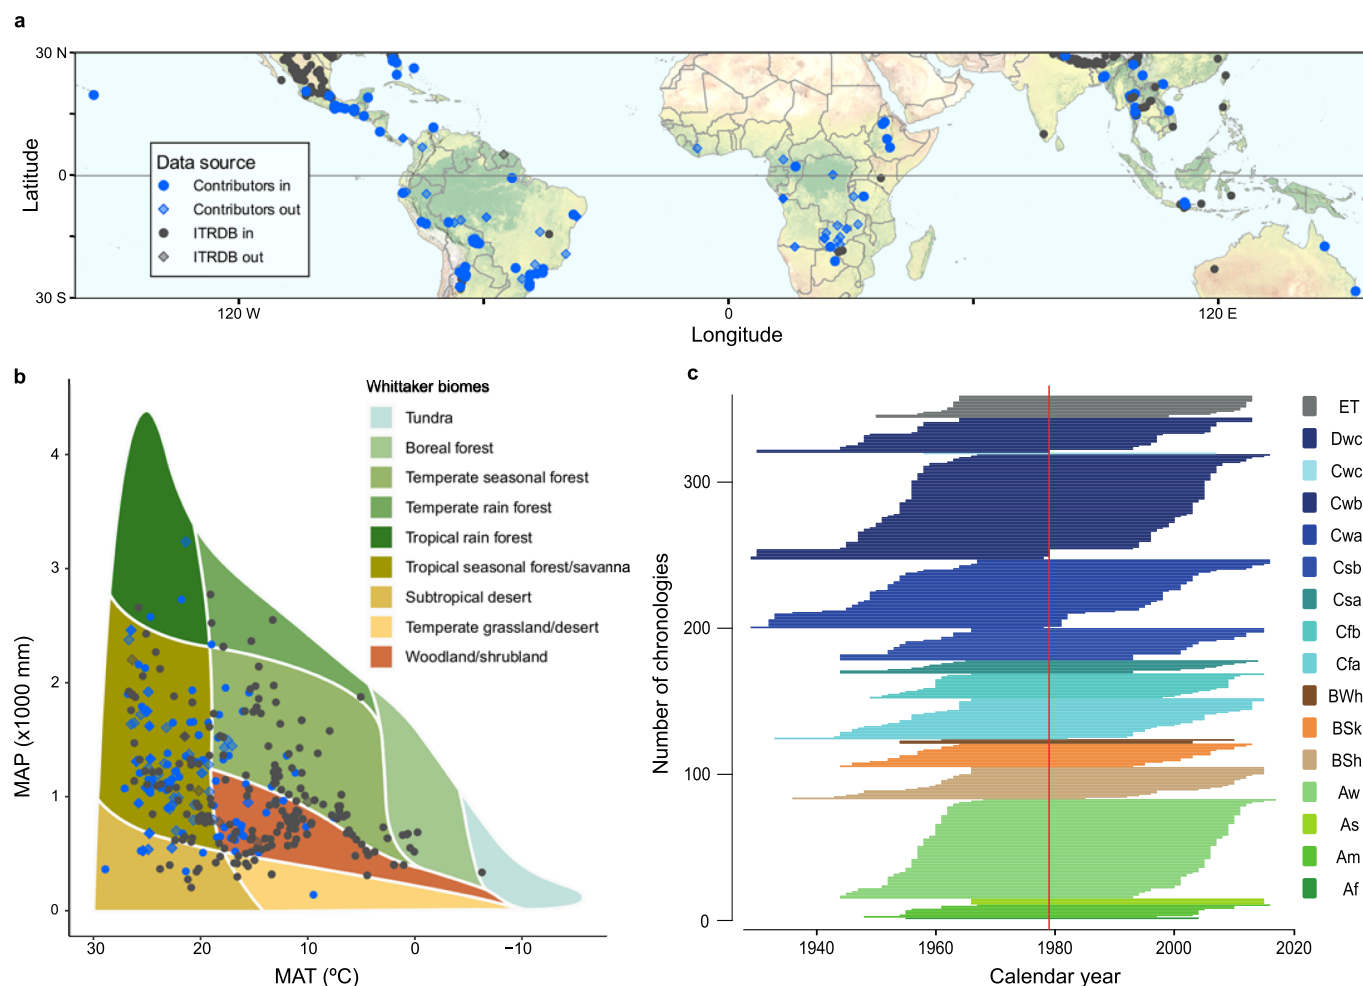 a
30 N
0
30 S
Latitude
Data source
Contributors in
Contributors out
ITRDB in
ITRDB out
120 W
0
120 E
Longitude
b
Whittaker biomes
Tundra
Boreal forest
Temperate seasonal forest
Temperate rain forest
Tropical rain forest
Tropical seasonal forest/savanna
Subtropical desert
Temperate grassland/desert
Woodland/shrubland
4
3
2
1
0
MAP (x1000 mm)
30
20
10
0
−10
MAT (ºC)
c
300
200
100
0
Number of chronologies
1940
1960
1980
2000
2020
Calendar year
ET
Dwc
Cwc
Cwb
Cwa
Csb
Csa
Cfb
Cfa
BWh
BSk
BSh
Aw
As
Am
Af